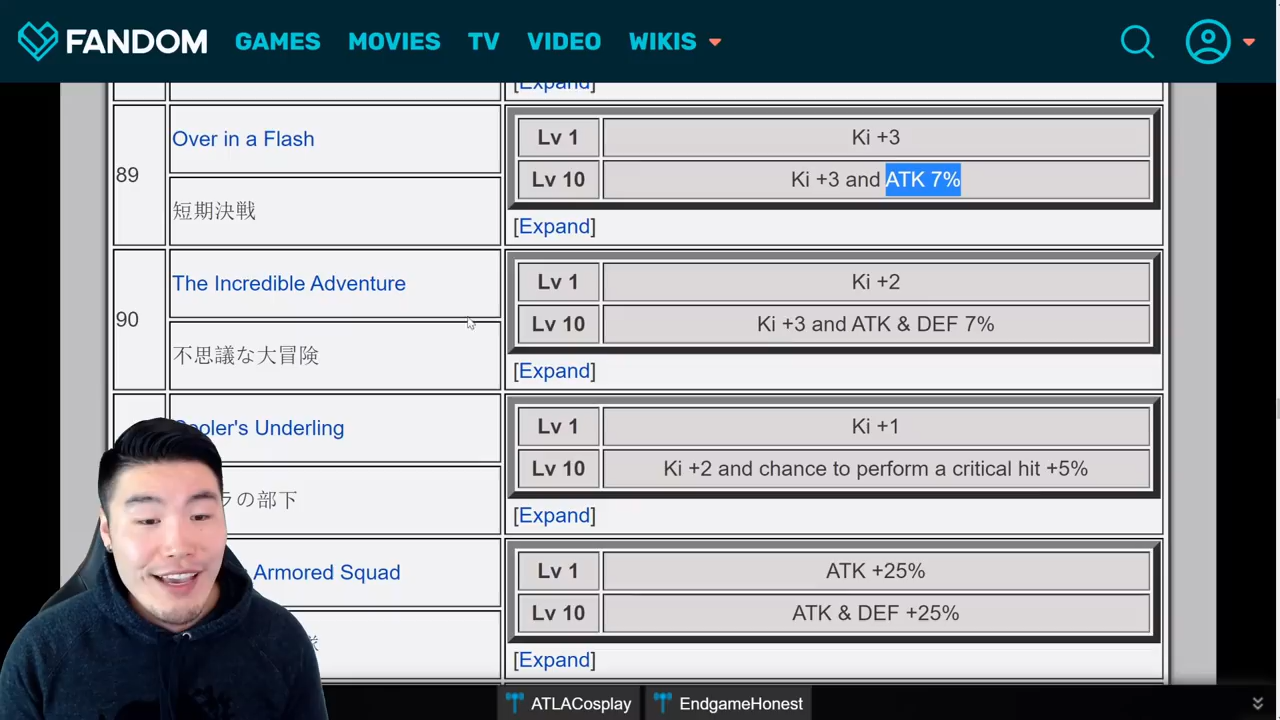 FANDOM GAMES MOVIES TV VIDEO WIKIS
[Expand]
89
Over in a Flash
短期決戦
Lv 1 Ki +3
Lv 10 Ki +3 and ATK 7%
[Expand]
90
The Incredible Adventure
不思議な大冒険
Lv 1 Ki +2
Lv 10 Ki +3 and ATK & DEF 7%
[Expand]
ooler's Underling
ラの部下
Lv 1 Ki +1
Lv 10 Ki +2 and chance to perform a critical hit +5%
[Expand]
Armored Squad
Lv 1 ATK +25%
Lv 10 ATK & DEF +25%
[Expand]
ATLACosplay EndgameHonest